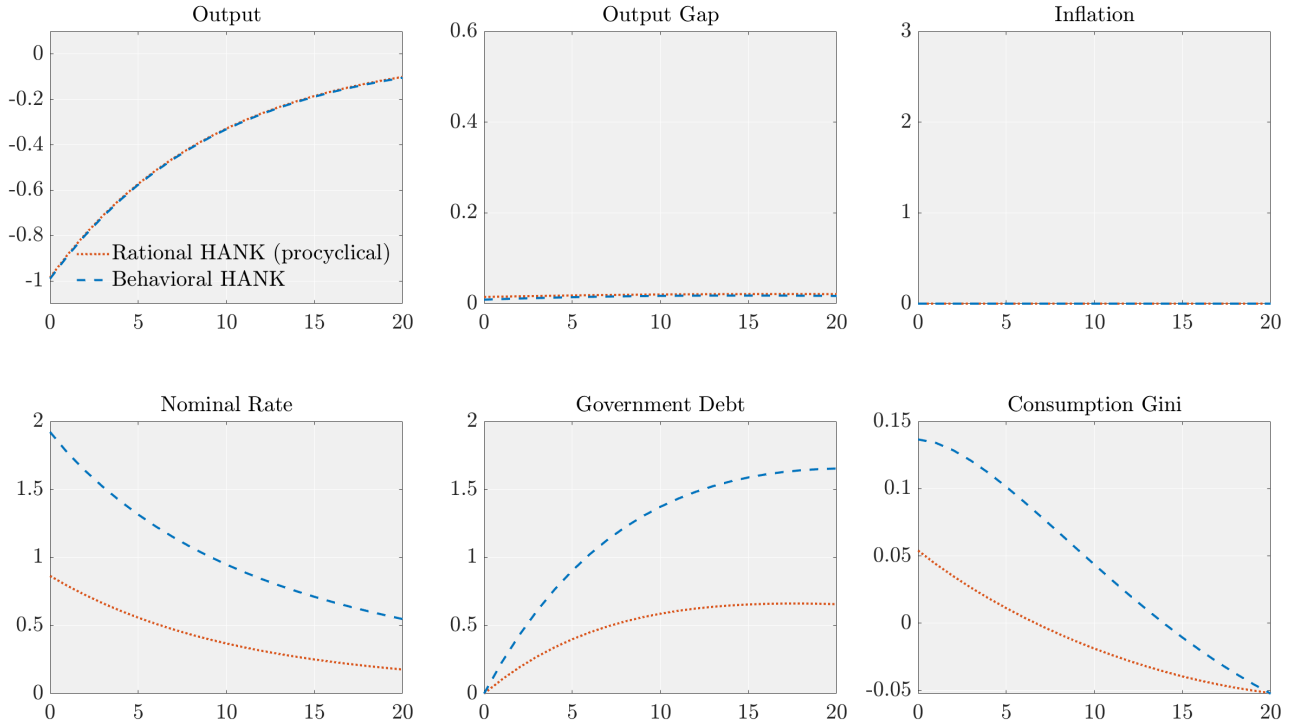 Output
0
-0.2
-0.4
-0.6
-0.8
-1
Rational HANK (procyclical)
Behavioral HANK
0 5 10 15 20
Output Gap
0.6
0.4
0.2
0
0 5 10 15 20
Inflation
3
2
1
0
0 5 10 15 20
Nominal Rate
2
1.5
1
0.5
0
0 5 10 15 20
Government Debt
2
1.5
1
0.5
0
0 5 10 15 20
Consumption Gini
0.15
0.1
0.05
0
-0.05
0 5 10 15 20